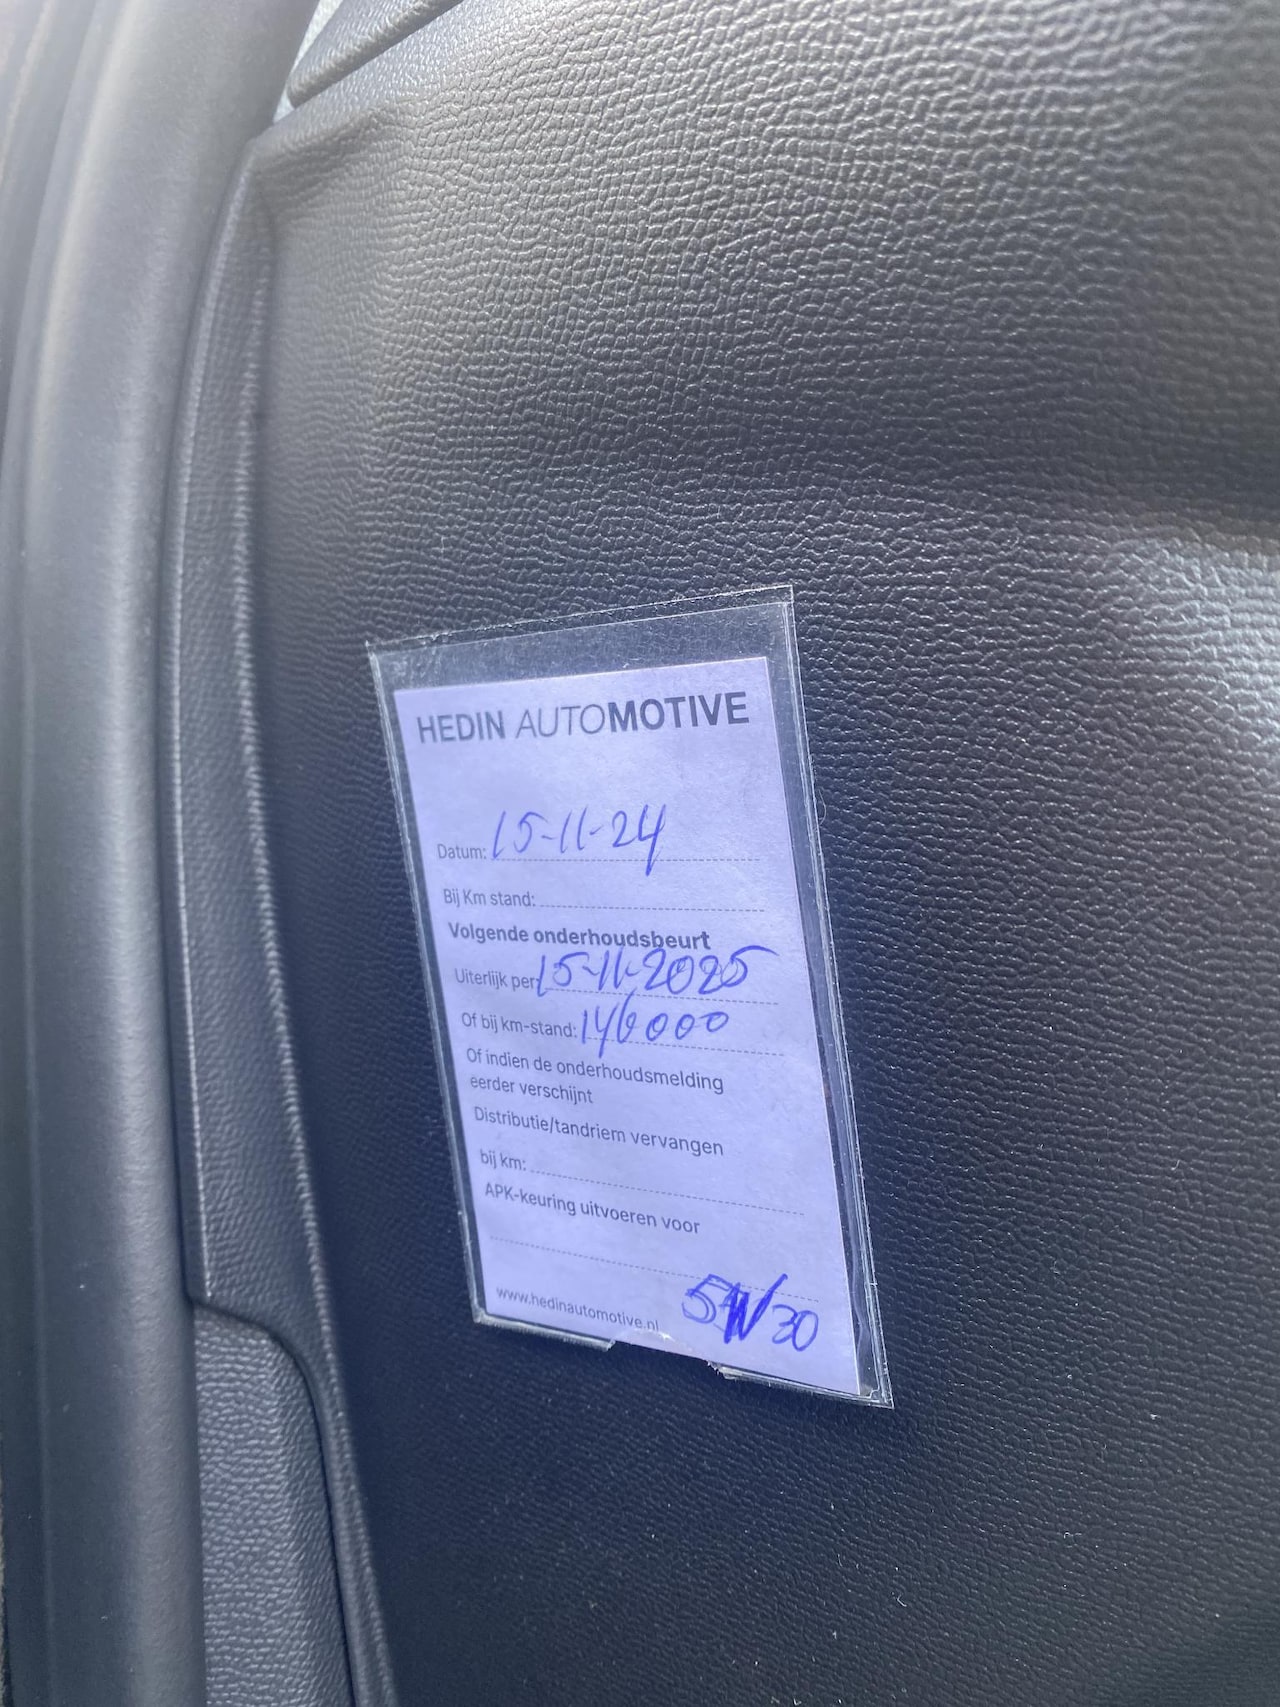 HEDIN AUTOMOTIVE
Datum: 15-11-24
Bij Km stand:
Volgende onderhoudsbeurt
Uiterlijk per: 15-11-2025
Of bij km-stand: 146000
Of indien de onderhoudsmelding
eerder verschijnt
Distributie/tandriem vervangen
bij km:
APK-keuring uitvoeren voor
www.hedinautomotive.nl
5W30